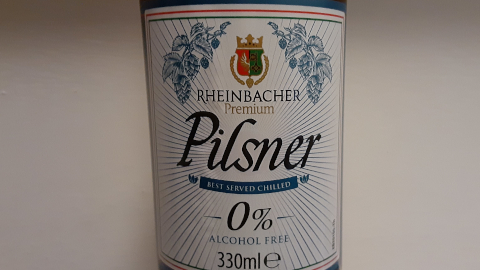 RHEINBACHER
Premium
Pilsner
BEST SERVED CHILLED
0%
ALCOHOL FREE
330ml ℮